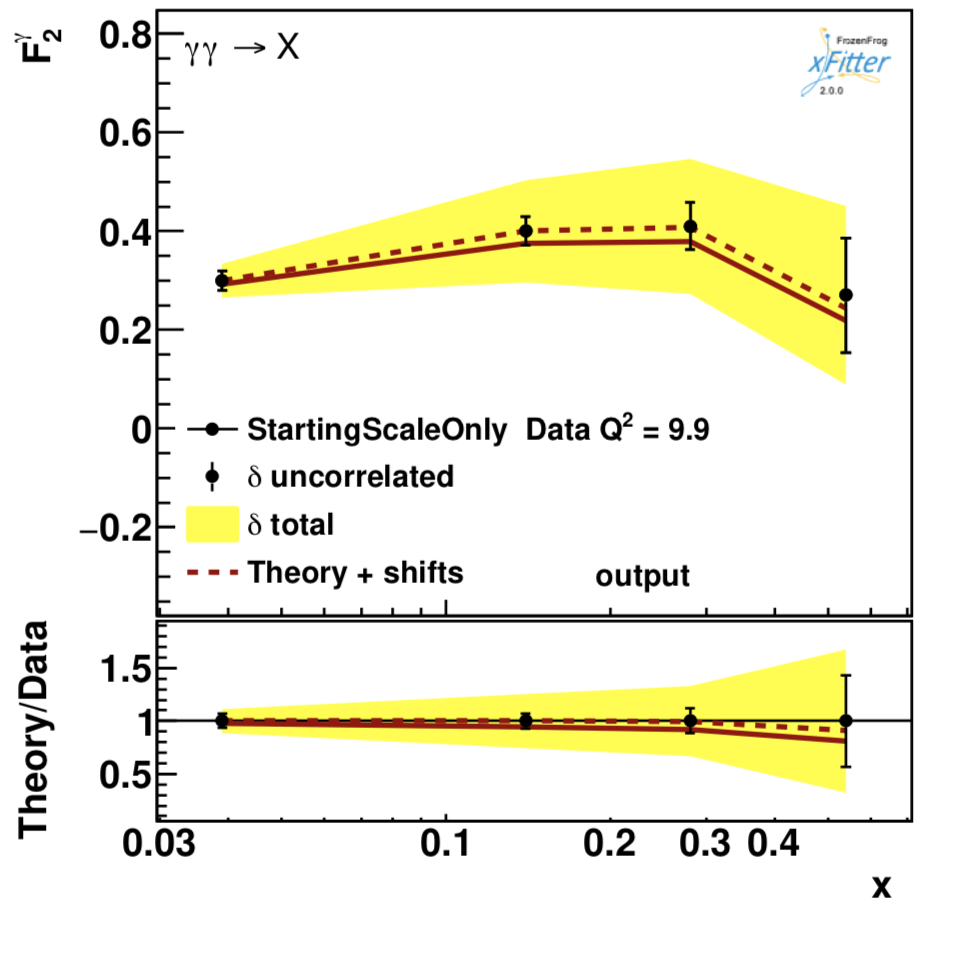 F₂^γ
0.8
γγ → X
FrozenFrog
xFitter
2.0.0
0.6
0.4
0.2
0
StartingScaleOnly Data Q² = 9.9
δ uncorrelated
−0.2
δ total
Theory + shifts
output
Theory/Data
1.5
1
0.5
0.03 0.1 0.2 0.3 0.4
x